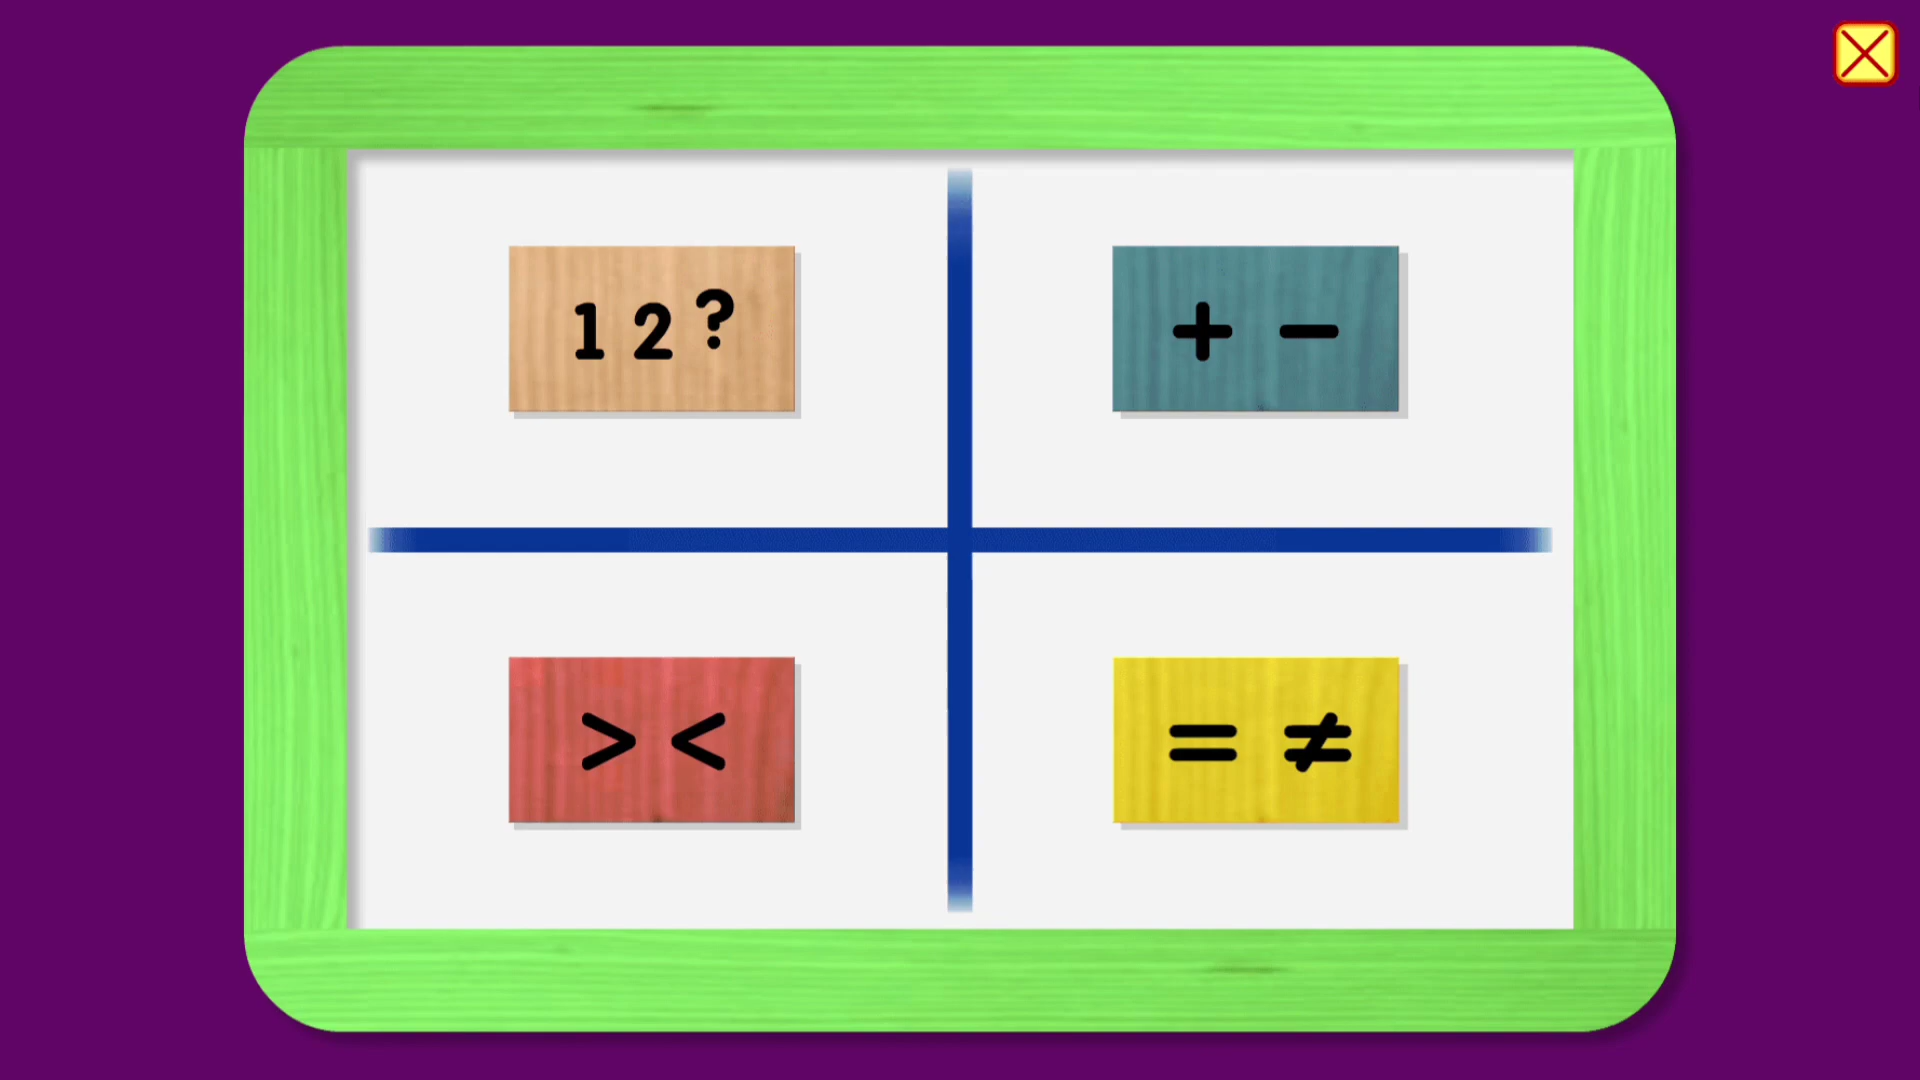 1 2 ?
+ −
> <
= ≠